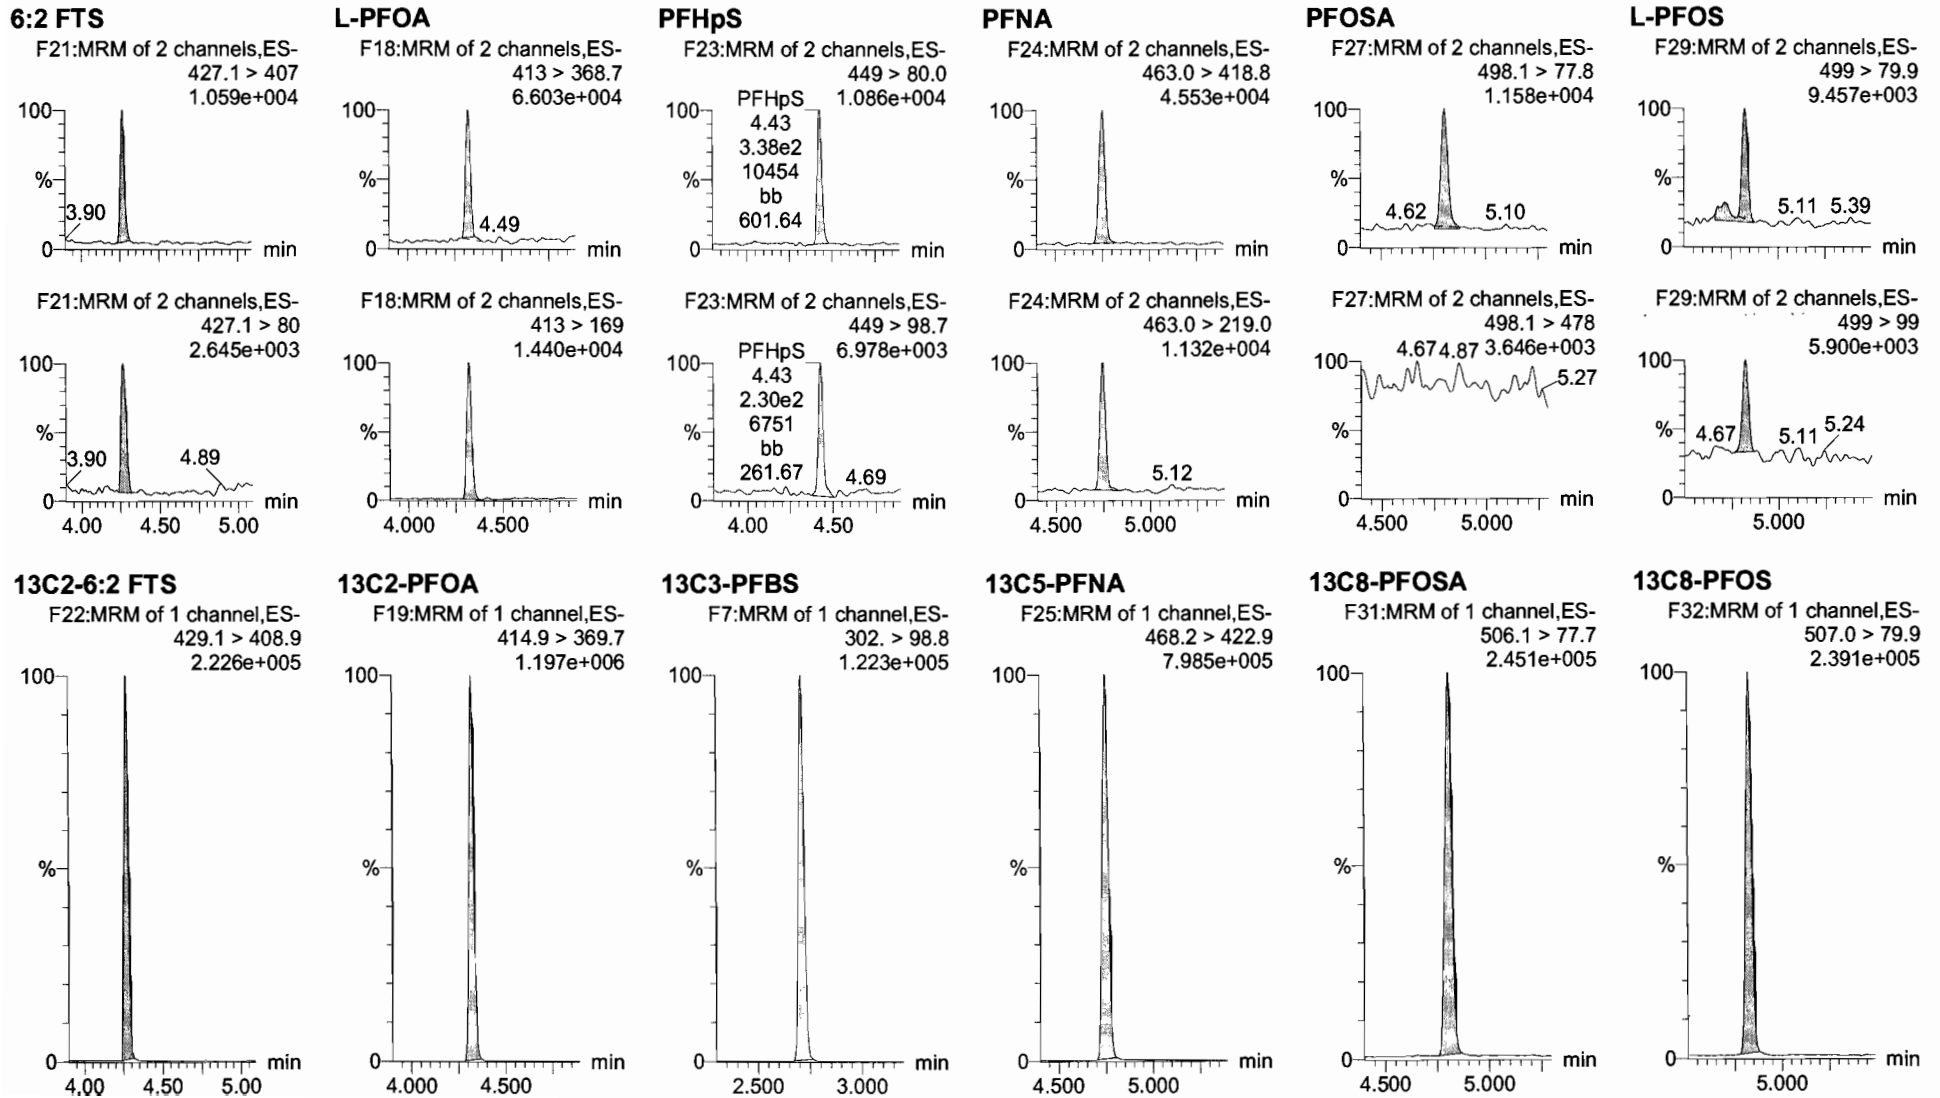 6:2 FTS
F21:MRM of 2 channels,ES-
427.1 > 407
1.059e+004
100
%
3.90
0
min
L-PFOA
F18:MRM of 2 channels,ES-
413 > 368.7
6.603e+004
100
%
4.49
0
min
PFHpS
F23:MRM of 2 channels,ES-
449 > 80.0
1.086e+004
PFHpS
4.43
3.38e2
10454
bb
601.64
100
%
0
min
PFNA
F24:MRM of 2 channels,ES-
463.0 > 418.8
4.553e+004
100
%
0
min
PFOSA
F27:MRM of 2 channels,ES-
498.1 > 77.8
1.158e+004
100
%
4.62
5.10
0
min
L-PFOS
F29:MRM of 2 channels,ES-
499 > 79.9
9.457e+003
100
%
5.11
5.39
0
min
F21:MRM of 2 channels,ES-
427.1 > 80
2.645e+003
100
%
3.90
4.89
0
min
4.00 4.50 5.00
F18:MRM of 2 channels,ES-
413 > 169
1.440e+004
100
%
0
min
4.000 4.500
F23:MRM of 2 channels,ES-
449 > 98.7
6.978e+003
PFHpS
4.43
2.30e2
6751
bb
261.67
4.69
100
%
0
min
4.00 4.50
F24:MRM of 2 channels,ES-
463.0 > 219.0
1.132e+004
100
%
5.12
0
min
4.500 5.000
F27:MRM of 2 channels,ES-
498.1 > 478
3.646e+003
4.67 4.87
5.27
100
%
0
min
4.500 5.000
F29:MRM of 2 channels,ES-
499 > 99
5.900e+003
100
%
4.67
5.11
5.24
0
min
5.000
13C2-6:2 FTS
F22:MRM of 1 channel,ES-
429.1 > 408.9
2.226e+005
100
%
0
min
4.00 4.50 5.00
13C2-PFOA
F19:MRM of 1 channel,ES-
414.9 > 369.7
1.197e+006
100
%
0
min
4.000 4.500
13C3-PFBS
F7:MRM of 1 channel,ES-
302. > 98.8
1.223e+005
100
%
0
min
2.500 3.000
13C5-PFNA
F25:MRM of 1 channel,ES-
468.2 > 422.9
7.985e+005
100
%
0
min
4.500 5.000
13C8-PFOSA
F31:MRM of 1 channel,ES-
506.1 > 77.7
2.451e+005
100
%
0
min
4.500 5.000
13C8-PFOS
F32:MRM of 1 channel,ES-
507.0 > 79.9
2.391e+005
100
%
0
min
5.000